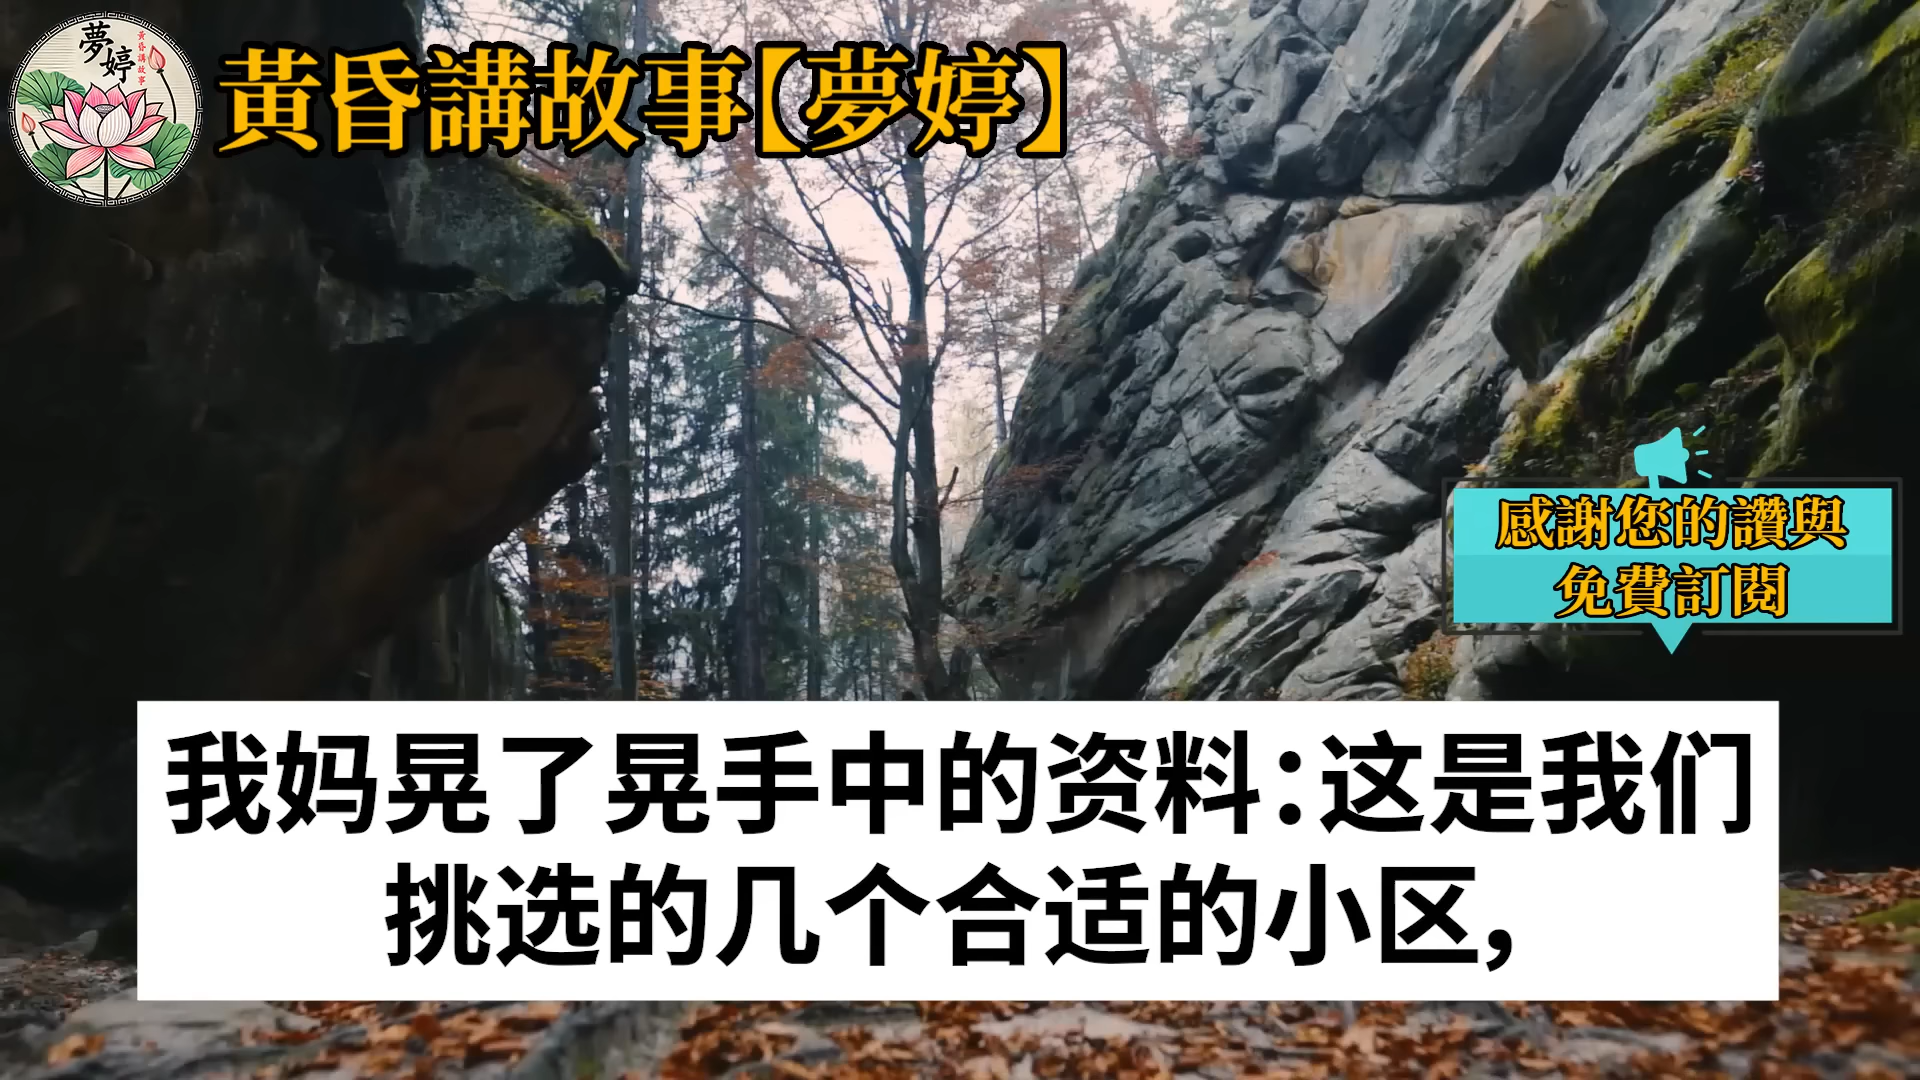 夢婷
黃昏講故事
黃昏講故事【夢婷】
感謝您的讚與
免費訂閱
我妈晃了晃手中的资料：这是我们
挑选的几个合适的小区，